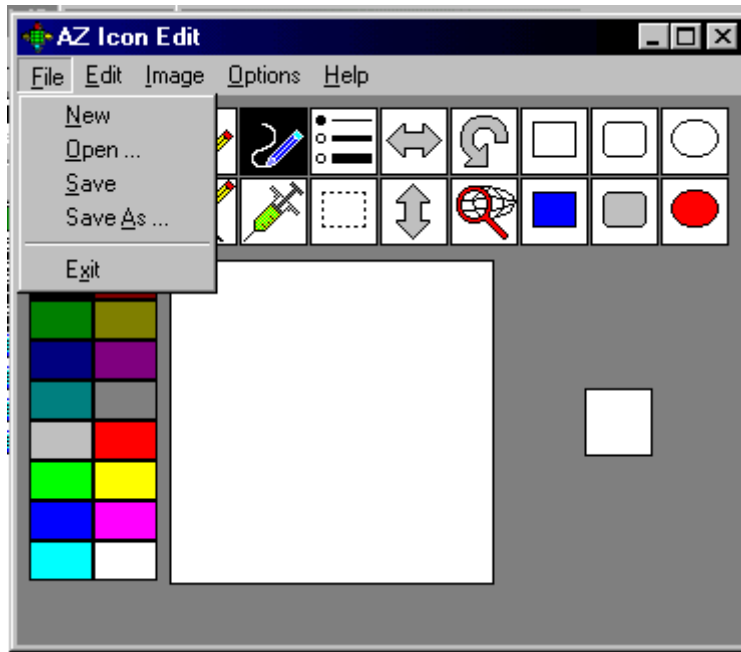 AZ Icon Edit
File Edit Image Options Help
New
Open ...
Save
Save As ...
Exit